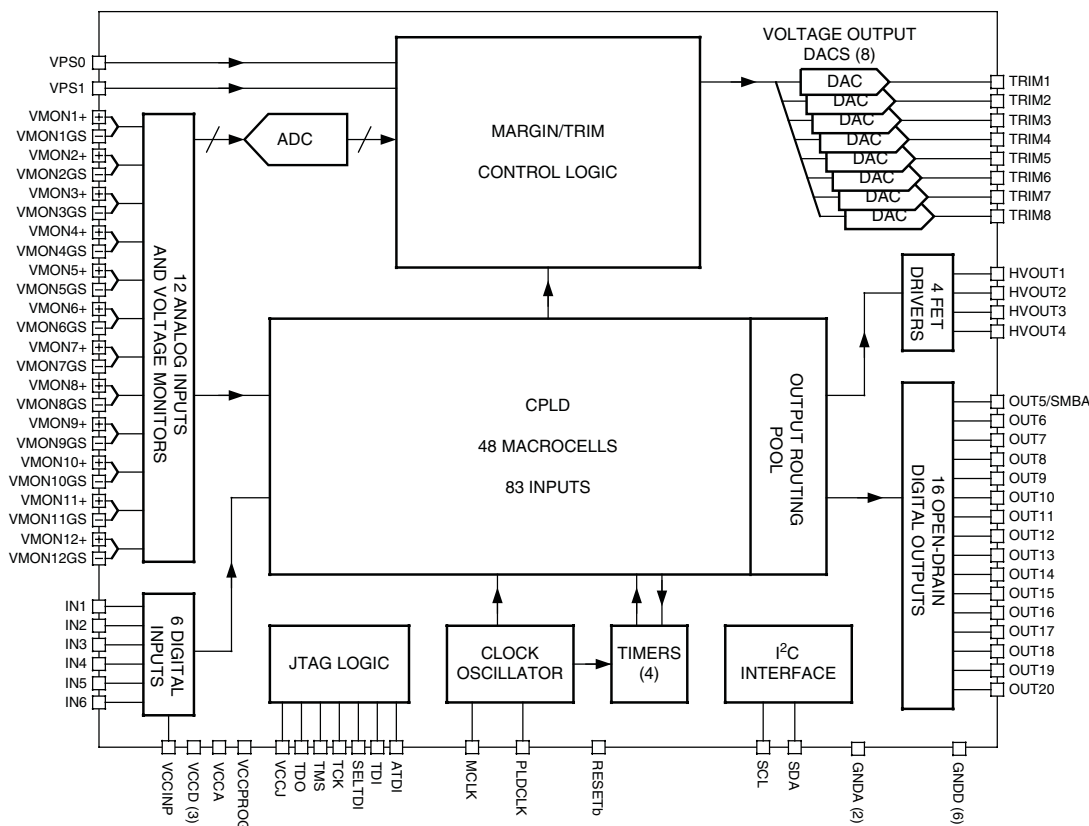 VOLTAGE OUTPUT
DACS (8)
VPS0
VPS1
VMON1+
VMON1GS
VMON2+
VMON2GS
VMON3+
VMON3GS
VMON4+
VMON4GS
VMON5+
VMON5GS
VMON6+
VMON6GS
VMON7+
VMON7GS
VMON8+
VMON8GS
VMON9+
VMON9GS
VMON10+
VMON10GS
VMON11+
VMON11GS
VMON12+
VMON12GS
IN1
IN2
IN3
IN4
IN5
IN6
12 ANALOG INPUTS
AND VOLTAGE MONITORS
6 DIGITAL
INPUTS
ADC
MARGIN/TRIM
CONTROL LOGIC
DAC
DAC
DAC
DAC
DAC
DAC
DAC
DAC
TRIM1
TRIM2
TRIM3
TRIM4
TRIM5
TRIM6
TRIM7
TRIM8
4 FET
DRIVERS
HVOUT1
HVOUT2
HVOUT3
HVOUT4
CPLD
48 MACROCELLS
83 INPUTS
OUTPUT ROUTING
POOL
16 OPEN-DRAIN
DIGITAL OUTPUTS
OUT5/SMBA
OUT6
OUT7
OUT8
OUT9
OUT10
OUT11
OUT12
OUT13
OUT14
OUT15
OUT16
OUT17
OUT18
OUT19
OUT20
JTAG LOGIC
CLOCK
OSCILLATOR
TIMERS
(4)
I²C
INTERFACE
VCCINP
VCCD (3)
VCCA
VCCPROG
VCCJ
TDO
TMS
TCK
SELTDI
TDI
ATDI
MCLK
PLDCLK
RESETb
SCL
SDA
GNDA (2)
GNDD (6)